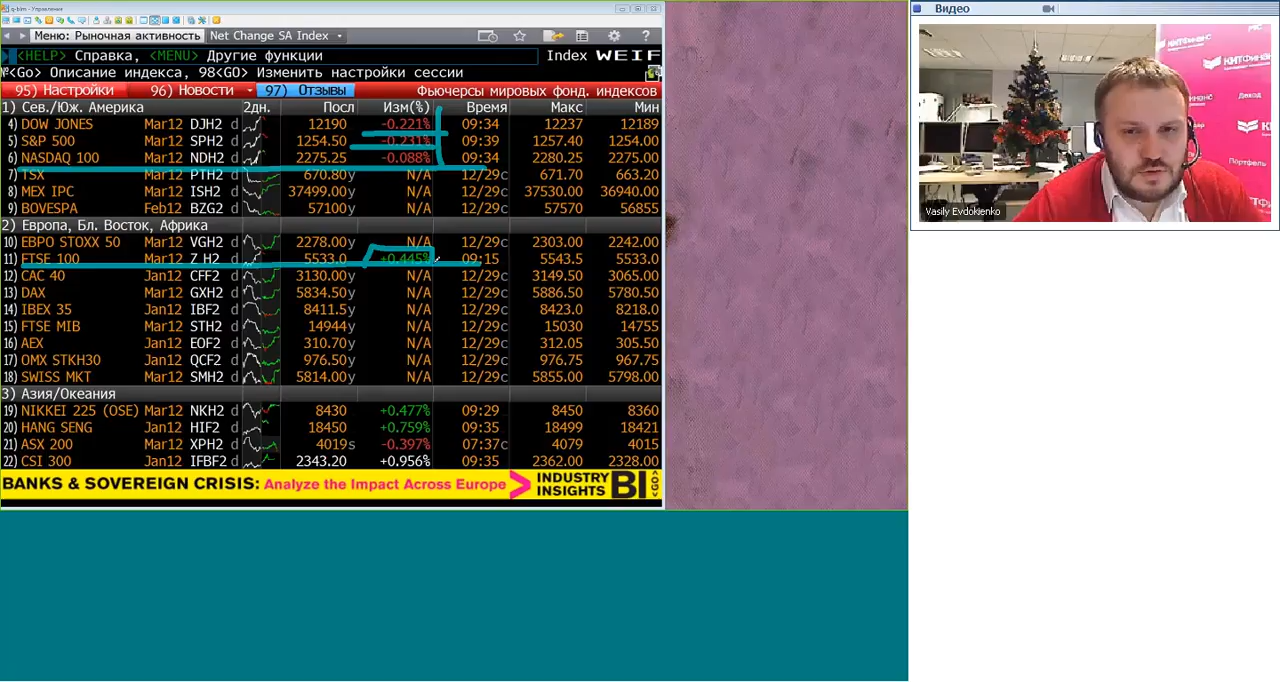 q-blm - Управление
Меню: Рыночная активность Net Change SA Index
<HELP> Справка, <MENU> Другие функции Index WEIF
№<Go> Описание индекса, 98<GO> Изменить настройки сессии
95) Настройки 96) Новости 97) Отзывы Фьючерсы мировых фонд. индексов
1) Сев./Юж. Америка 2дн. Посл Изм(%) Время Макс Мин
4) DOW JONES Mar12 DJH2 d 12190 -0.221% 09:34 12237 12189
5) S&P 500 Mar12 SPH2 d 1254.50 -0.231% 09:39 1257.40 1254.00
6) NASDAQ 100 Mar12 NDH2 d 2275.25 -0.088% 09:34 2280.25 2275.00
7) TSX Mar12 PTH2 d 670.80y N/A 12/29c 671.70 663.20
8) MEX IPC Mar12 ISH2 d 37499.00y N/A 12/29c 37530.00 36940.00
9) BOVESPA Feb12 BZG2 d 57100y N/A 12/29c 57570 56855
2) Европа, Бл. Восток, Африка
10) ЕВРО STOXX 50 Mar12 VGH2 d 2278.00y N/A 12/29c 2303.00 2242.00
11) FTSE 100 Mar12 Z H2 d 5533.0 +0.445% 09:15 5543.5 5533.0
12) CAC 40 Jan12 CFF2 d 3130.00y N/A 12/29c 3149.50 3065.00
13) DAX Mar12 GXH2 d 5834.50y N/A 12/29c 5886.50 5780.50
14) IBEX 35 Jan12 IBF2 d 8411.5y N/A 12/29c 8423.0 8218.0
15) FTSE MIB Mar12 STH2 d 14944y N/A 12/29c 15030 14755
16) AEX Jan12 EOF2 d 310.70y N/A 12/29c 312.05 305.50
17) OMX STKH30 Jan12 QCF2 d 976.50y N/A 12/29c 976.75 967.75
18) SWISS MKT Mar12 SMH2 d 5814.00y N/A 12/29c 5855.00 5798.00
3) Азия/Океания
19) NIKKEI 225 (OSE) Mar12 NKH2 d 8430 +0.477% 09:29 8450 8360
20) HANG SENG Jan12 HIF2 d 18450 +0.759% 09:35 18499 18421
21) ASX 200 Mar12 XPH2 d 4019s -0.397% 07:37c 4079 4015
22) CSI 300 Jan12 IFBF2 d 2343.20 +0.956% 09:35 2362.00 2328.00
BANKS & SOVEREIGN CRISIS: Analyze the Impact Across Europe INDUSTRY INSIGHTS BI <GO>
Видео
КИТФинанс
КИТФ
Доход
Портфель
Vasily Evdokienko